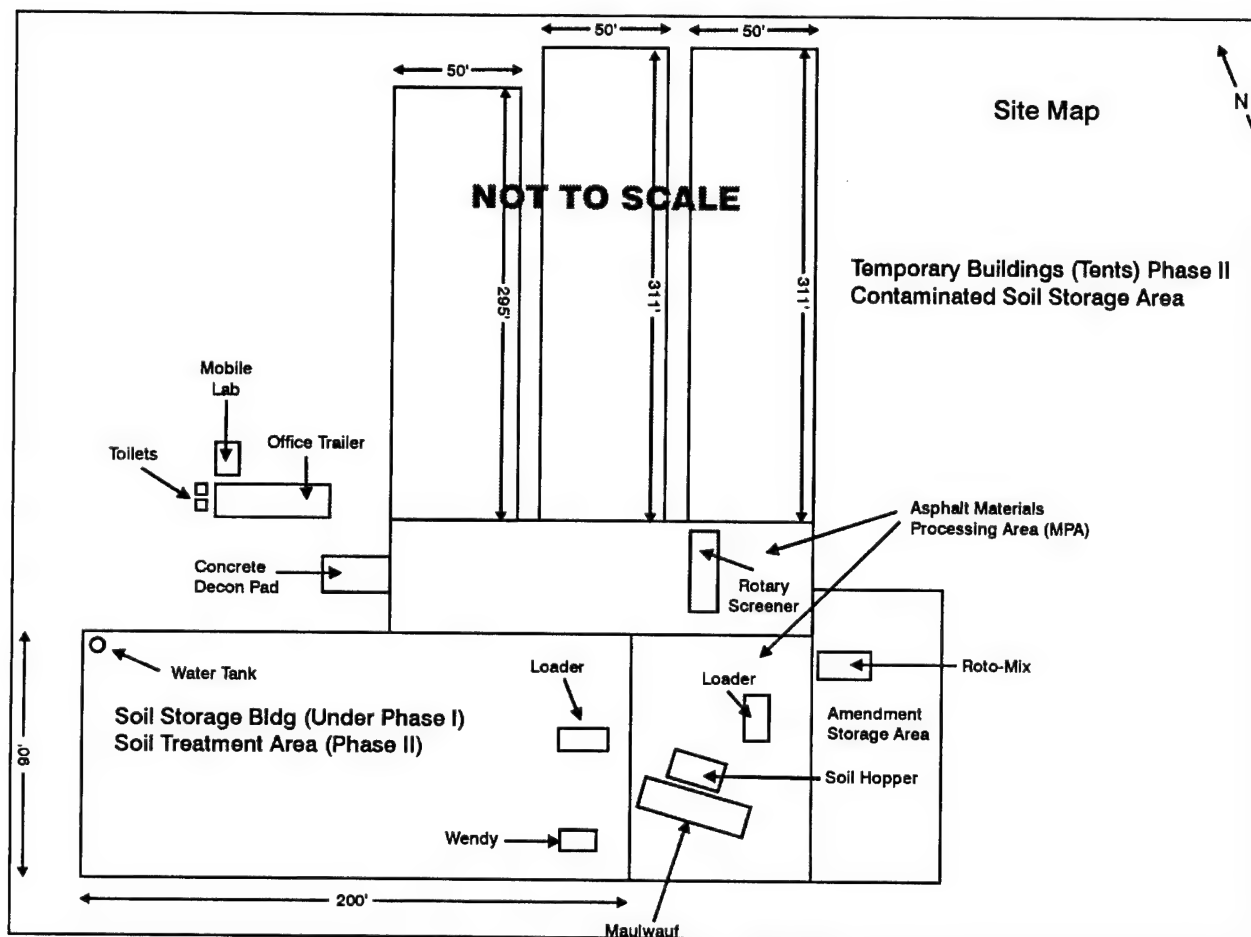 50'
50'
50'
Site Map
N
NOT TO SCALE
295'
311'
311'
Temporary Buildings (Tents) Phase II
Contaminated Soil Storage Area
Mobile
Lab
Toilets
Office Trailer
Asphalt Materials
Processing Area (MPA)
Concrete
Decon Pad
Rotary
Screener
Water Tank
Loader
Loader
Roto-Mix
Soil Storage Bldg (Under Phase I)
Soil Treatment Area (Phase II)
Amendment
Storage Area
90'
Soil Hopper
Wendy
200'
Maulwauf